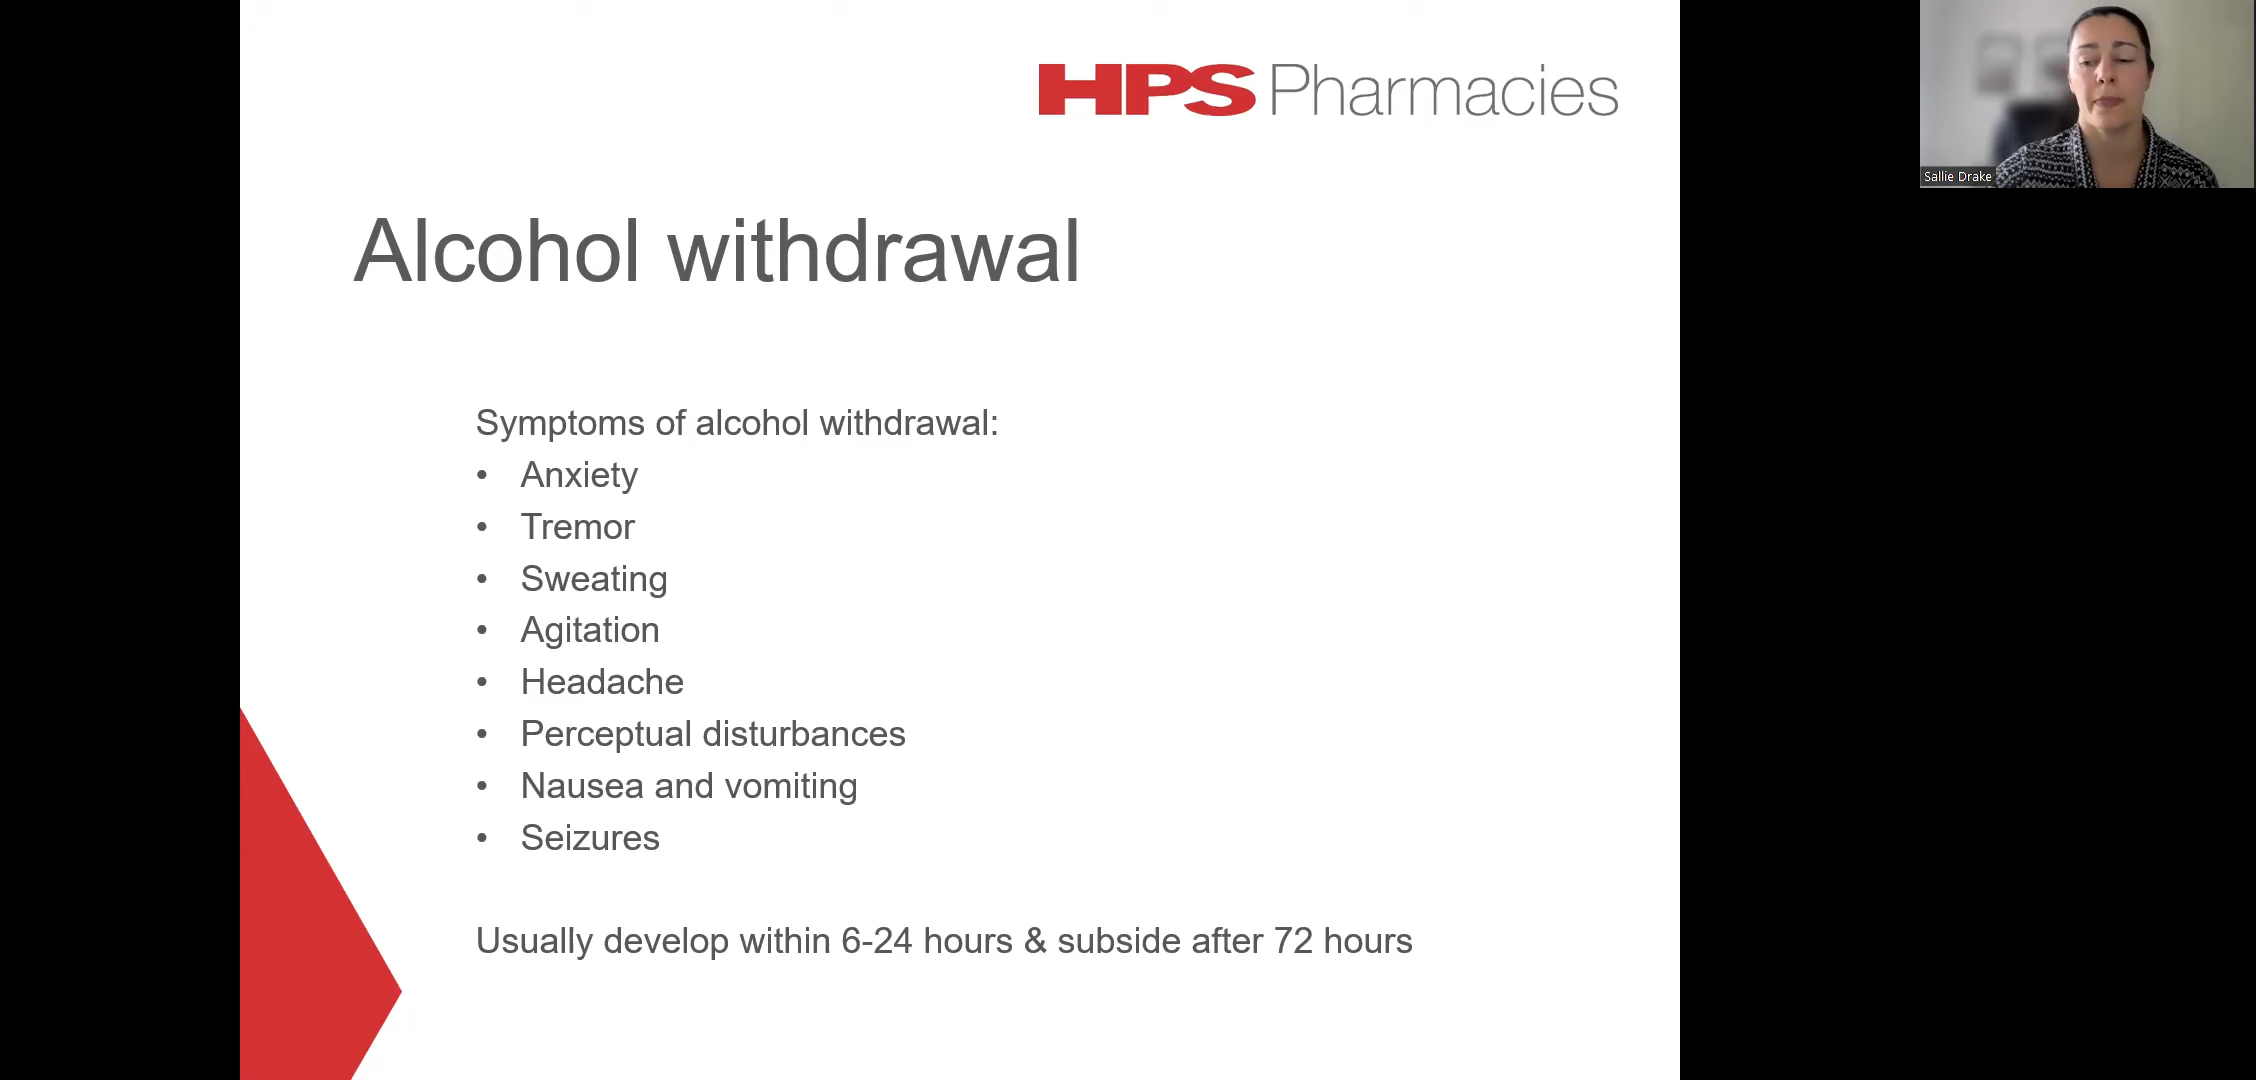 HPS Pharmacies
Sallie Drake
Alcohol withdrawal
Symptoms of alcohol withdrawal:
• Anxiety
• Tremor
• Sweating
• Agitation
• Headache
• Perceptual disturbances
• Nausea and vomiting
• Seizures
Usually develop within 6-24 hours & subside after 72 hours